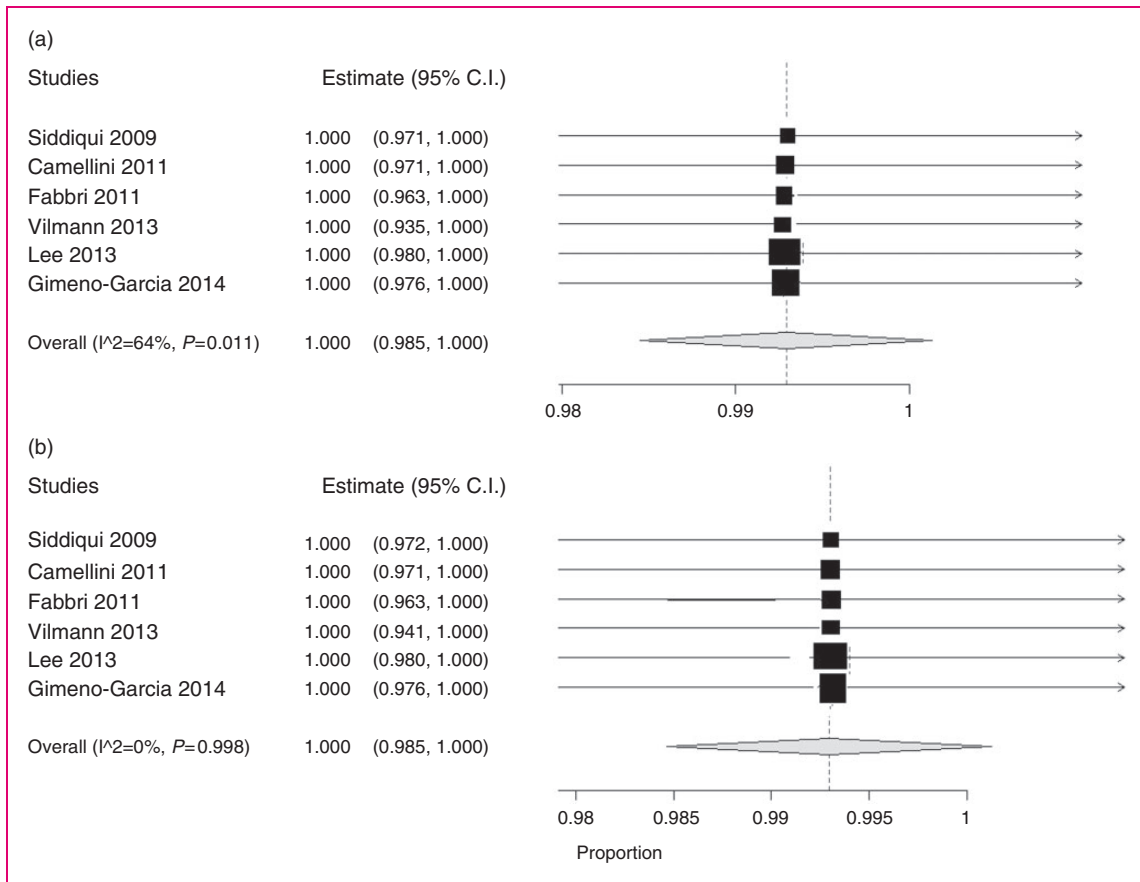 (a)
Studies Estimate (95% C.I.)
Siddiqui 2009 1.000 (0.971, 1.000)
Camellini 2011 1.000 (0.971, 1.000)
Fabbri 2011 1.000 (0.963, 1.000)
Vilmann 2013 1.000 (0.935, 1.000)
Lee 2013 1.000 (0.980, 1.000)
Gimeno-Garcia 2014 1.000 (0.976, 1.000)
Overall (I^2=64%, P=0.011) 1.000 (0.985, 1.000)
0.98 0.99 1
(b)
Studies Estimate (95% C.I.)
Siddiqui 2009 1.000 (0.972, 1.000)
Camellini 2011 1.000 (0.971, 1.000)
Fabbri 2011 1.000 (0.963, 1.000)
Vilmann 2013 1.000 (0.941, 1.000)
Lee 2013 1.000 (0.980, 1.000)
Gimeno-Garcia 2014 1.000 (0.976, 1.000)
Overall (I^2=0%, P=0.998) 1.000 (0.985, 1.000)
0.98 0.985 0.99 0.995 1
Proportion